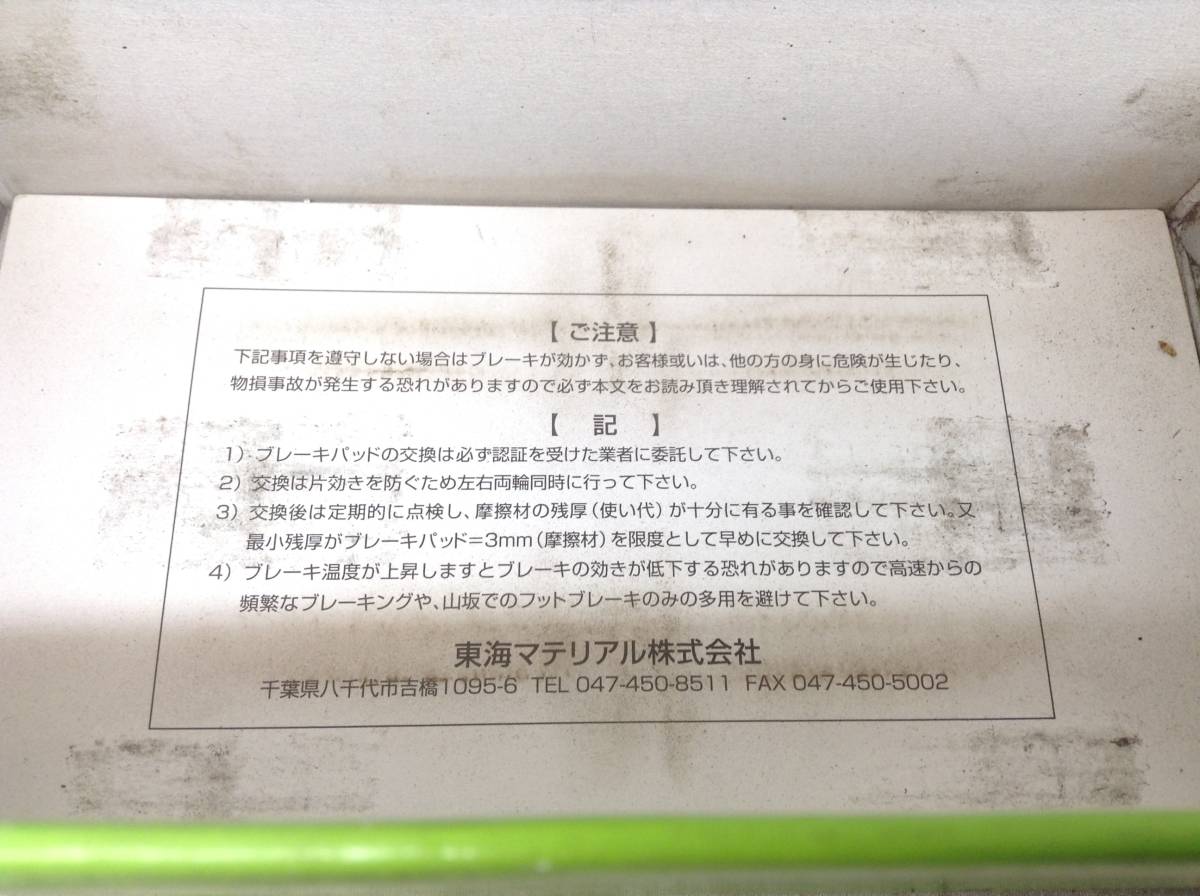 【 ご注意 】
下記事項を遵守しない場合はブレーキが効かず、お客様或いは、他の方の身に危険が生じたり、
物損事故が発生する恐れがありますので必ず本文をお読み頂き理解されてからご使用下さい。
【　記　】
1）ブレーキパッドの交換は必ず認証を受けた業者に委託して下さい。
2）交換は片効きを防ぐため左右両輪同時に行って下さい。
3）交換後は定期的に点検し、摩擦材の残厚（使い代）が十分に有る事を確認して下さい。又
最小残厚がブレーキパッド＝3mm（摩擦材）を限度として早めに交換して下さい。
4）ブレーキ温度が上昇しますとブレーキの効きが低下する恐れがありますので高速からの
頻繁なブレーキングや、山坂でのフットブレーキのみの多用を避けて下さい。
東海マテリアル株式会社
千葉県八千代市吉橋1095-6 TEL 047-450-8511 FAX 047-450-5002